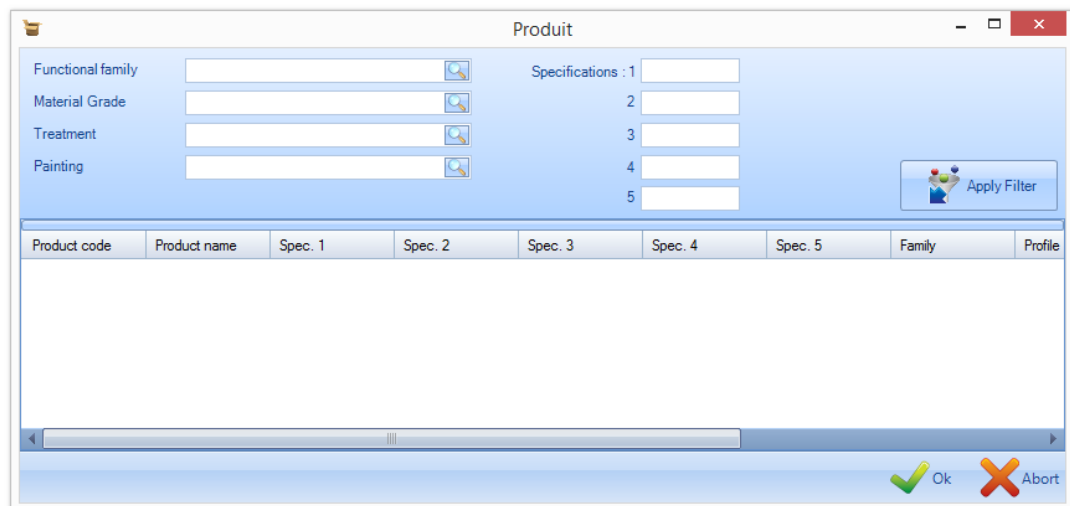 Produit
Functional family Specifications : 1
Material Grade 2
Treatment 3
Painting 4
5
Apply Filter
Product code Product name Spec. 1 Spec. 2 Spec. 3 Spec. 4 Spec. 5 Family Profile
Ok Abort